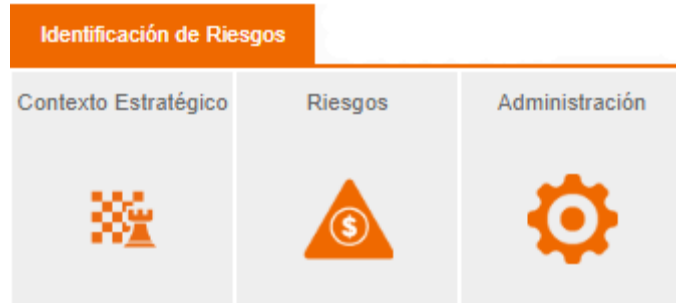 Identificación de Riesgos
Contexto Estratégico
Riesgos
Administración
$